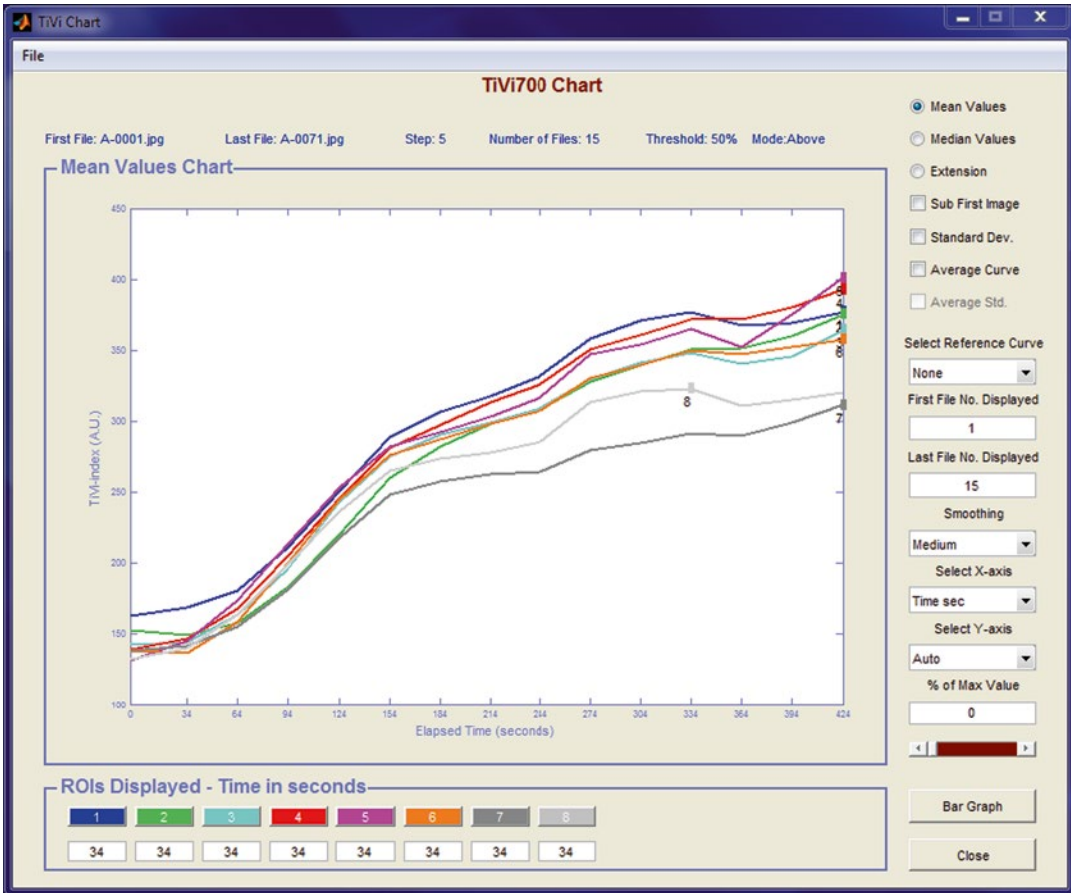 TiVi Chart
File
TiVi700 Chart
First File: A-0001.jpg Last File: A-0071.jpg Step: 5 Number of Files: 15 Threshold: 50% Mode:Above
Mean Values Chart
450
400
350
300
250
200
150
100
TiVi-index (A.U.)
5
4
6
8
7
0 34 64 94 124 154 184 214 244 274 304 334 364 394 424
Elapsed Time (seconds)
ROIs Displayed - Time in seconds
1 2 3 4 5 6 7 8
34 34 34 34 34 34 34 34
Mean Values
Median Values
Extension
Sub First Image
Standard Dev.
Average Curve
Average Std.
Select Reference Curve
None
First File No. Displayed
1
Last File No. Displayed
15
Smoothing
Medium
Select X-axis
Time sec
Select Y-axis
Auto
% of Max Value
0
Bar Graph
Close